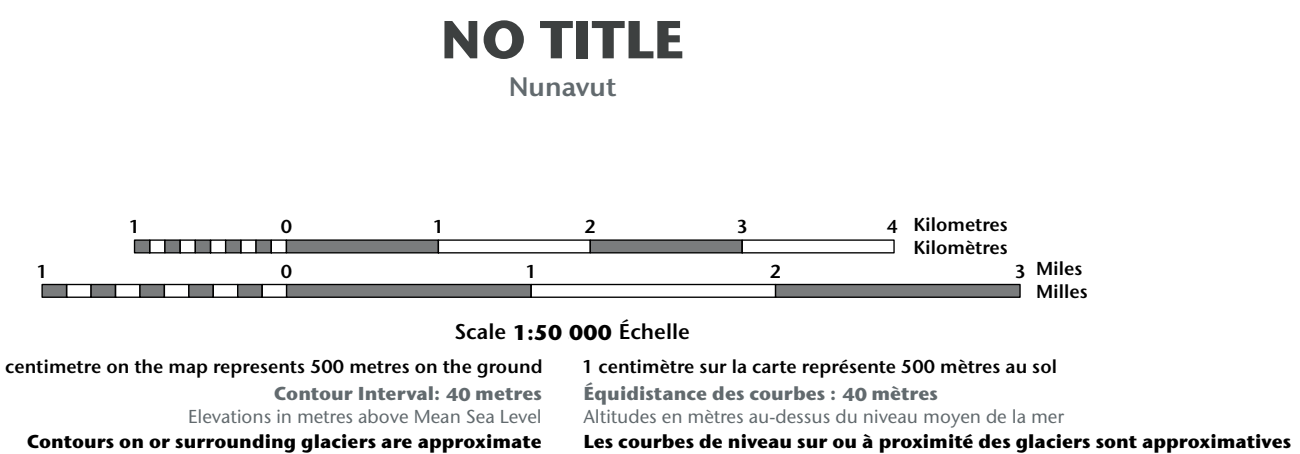 NO TITLE
Nunavut
1 0 1 2 3 4 Kilometres
Kilomètres
1 0 1 2 3 Miles
Milles
Scale 1:50 000 Échelle
centimetre on the map represents 500 metres on the ground
1 centimètre sur la carte représente 500 mètres au sol
Contour Interval: 40 metres
Équidistance des courbes : 40 mètres
Elevations in metres above Mean Sea Level
Altitudes en mètres au-dessus du niveau moyen de la mer
Contours on or surrounding glaciers are approximate
Les courbes de niveau sur ou à proximité des glaciers sont approximatives